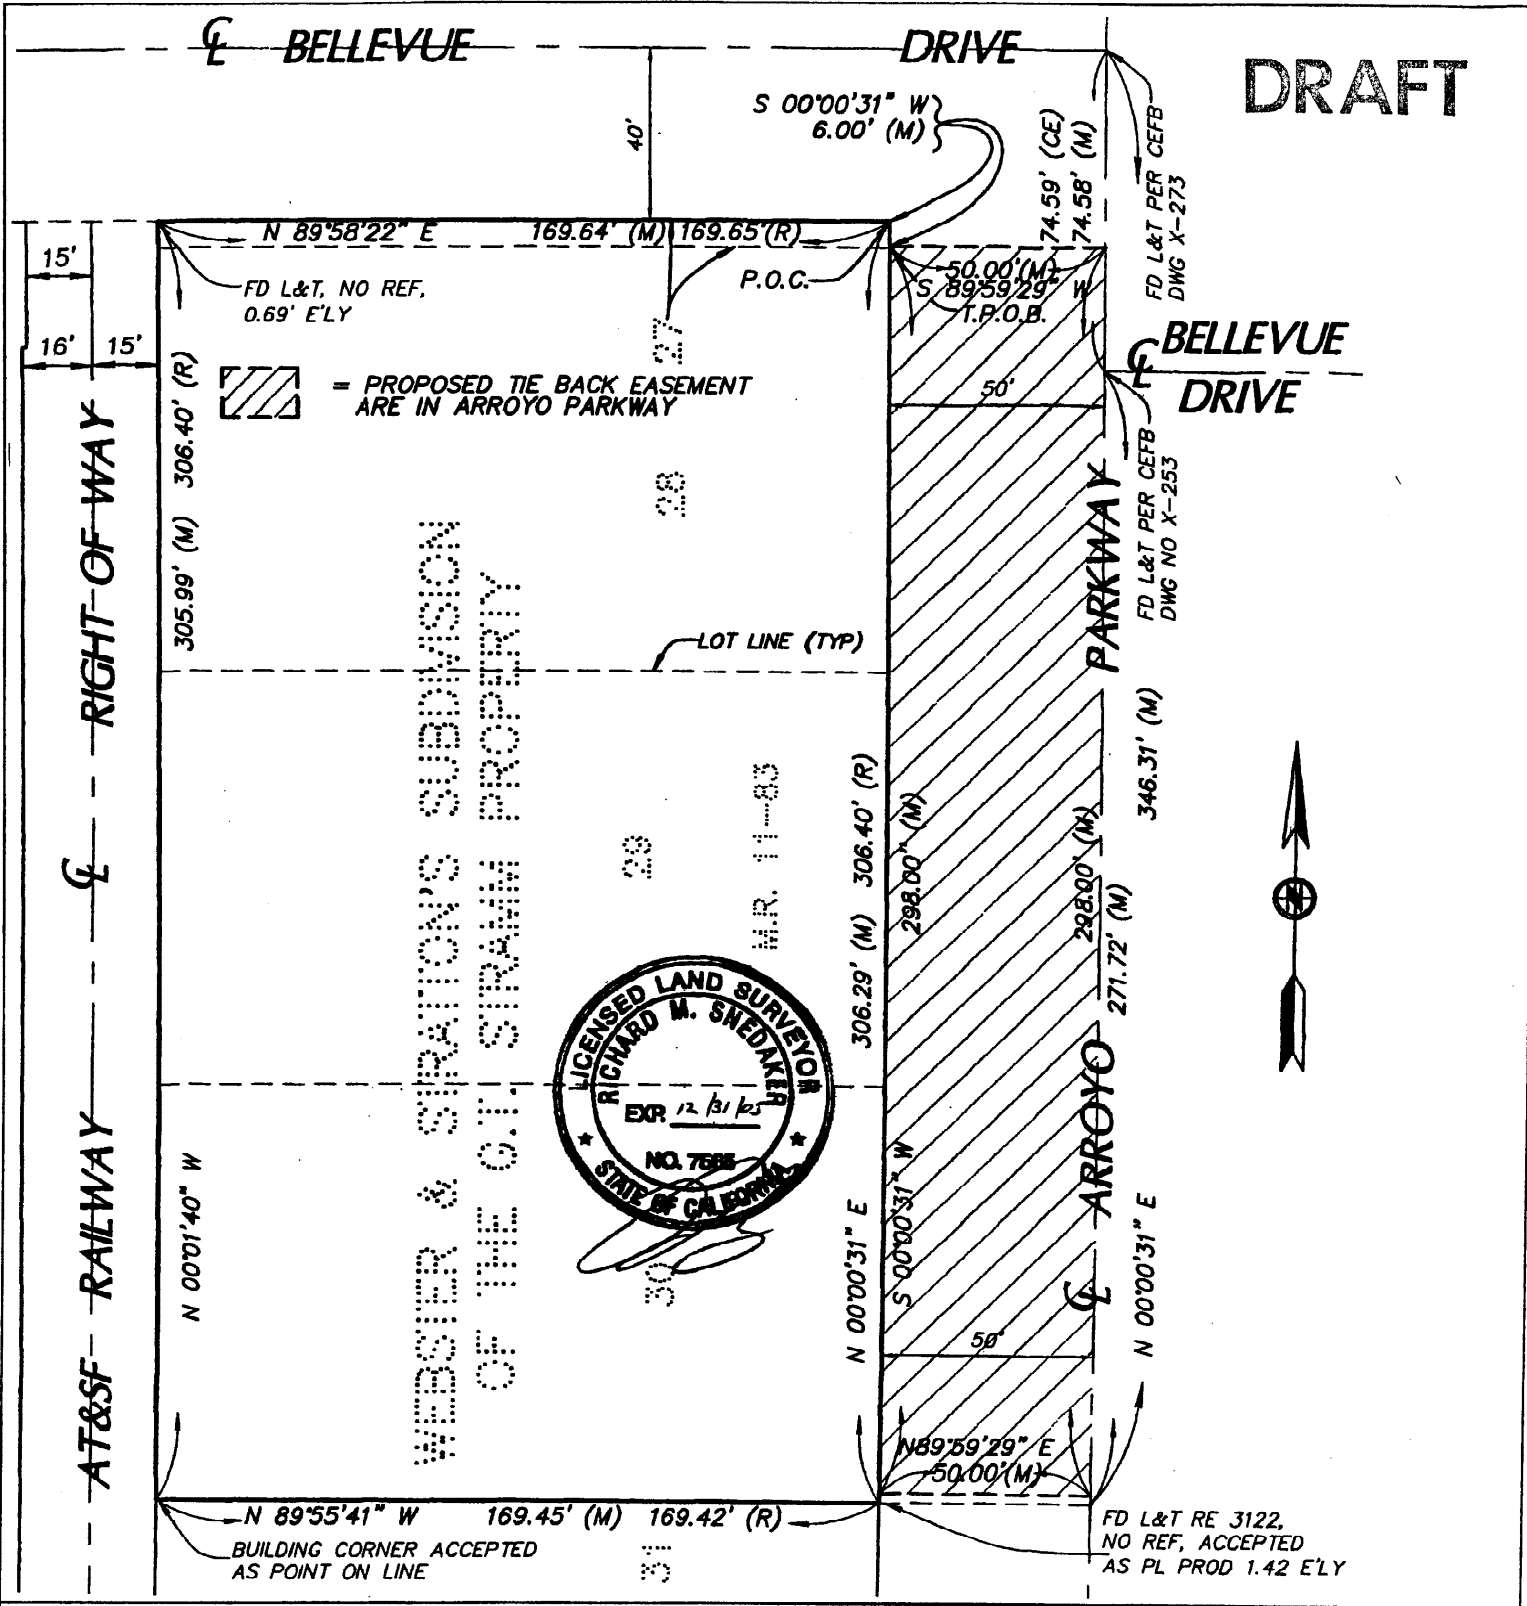 ℄ BELLEVUE DRIVE
DRAFT
S 00°00'31" W
6.00' (M)
40'
74.59' (CE)
74.58' (M)
FD L&T PER CEFB
DWG X-273
N 89°58'22" E 169.64' (M) 169.65'(R)
15'
FD L&T, NO REF,
0.69' E'LY
P.O.C.
50.00'(M)
S 89°59'29" W
T.P.O.B.
16' 15'
℄ BELLEVUE
DRIVE
27
= PROPOSED TIE BACK EASEMENT
ARE IN ARROYO PARKWAY
50'
305.99' (M) 306.40' (R)
28
FD L&T PER CEFB
DWG NO X-253
AT&SF RAILWAY ℄ RIGHT OF WAY
LOT LINE (TYP)
WEBSTER & STRATTON'S SUBDIVISION
OF THE G.T. STRAMM PROPERTY
29
M.R. 11-83
306.29' (M) 306.40' (R)
298.00" (M)
298.00' (M)
271.72' (M)
346.31' (M)
℄ ARROYO PARKWAY
N
LICENSED LAND SURVEYOR
RICHARD M. SNEDAKER
EXP. 12/31/05
STATE OF CALIFORNIA
N 00°01'40" W
30
N 00°00'31" E
S 00°00'31" W
N 00°00'31" E
50'
N89°59'29" E
50.00'(M)
N 89°55'41" W 169.45' (M) 169.42' (R)
BUILDING CORNER ACCEPTED
AS POINT ON LINE
31
FD L&T RE 3122,
NO REF, ACCEPTED
AS PL PROD 1.42 E'LY